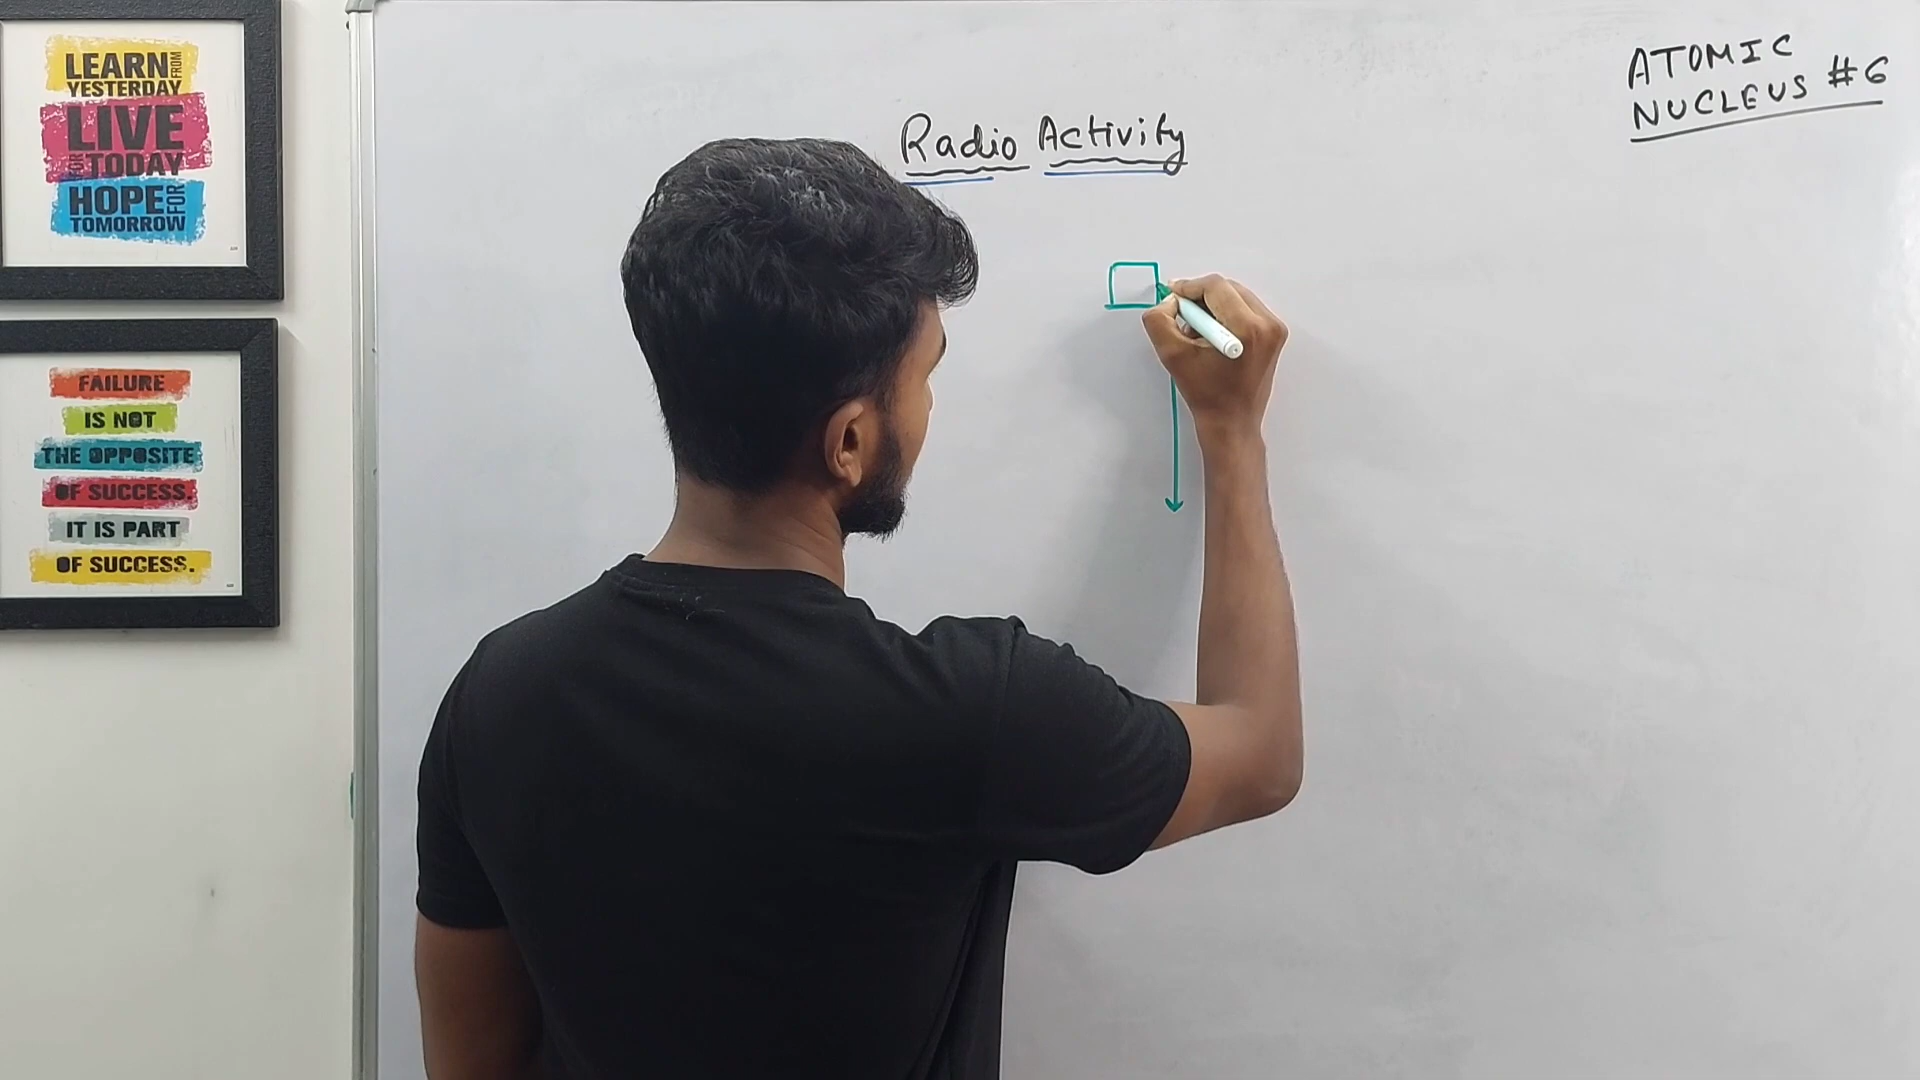 LEARN FROM
YESTERDAY
LIVE
FOR TODAY
HOPE FOR
TOMORROW
FAILURE
IS NOT
THE OPPOSITE
OF SUCCESS.
IT IS PART
OF SUCCESS.
Radio Activity
ATOMIC
NUCLEUS #6